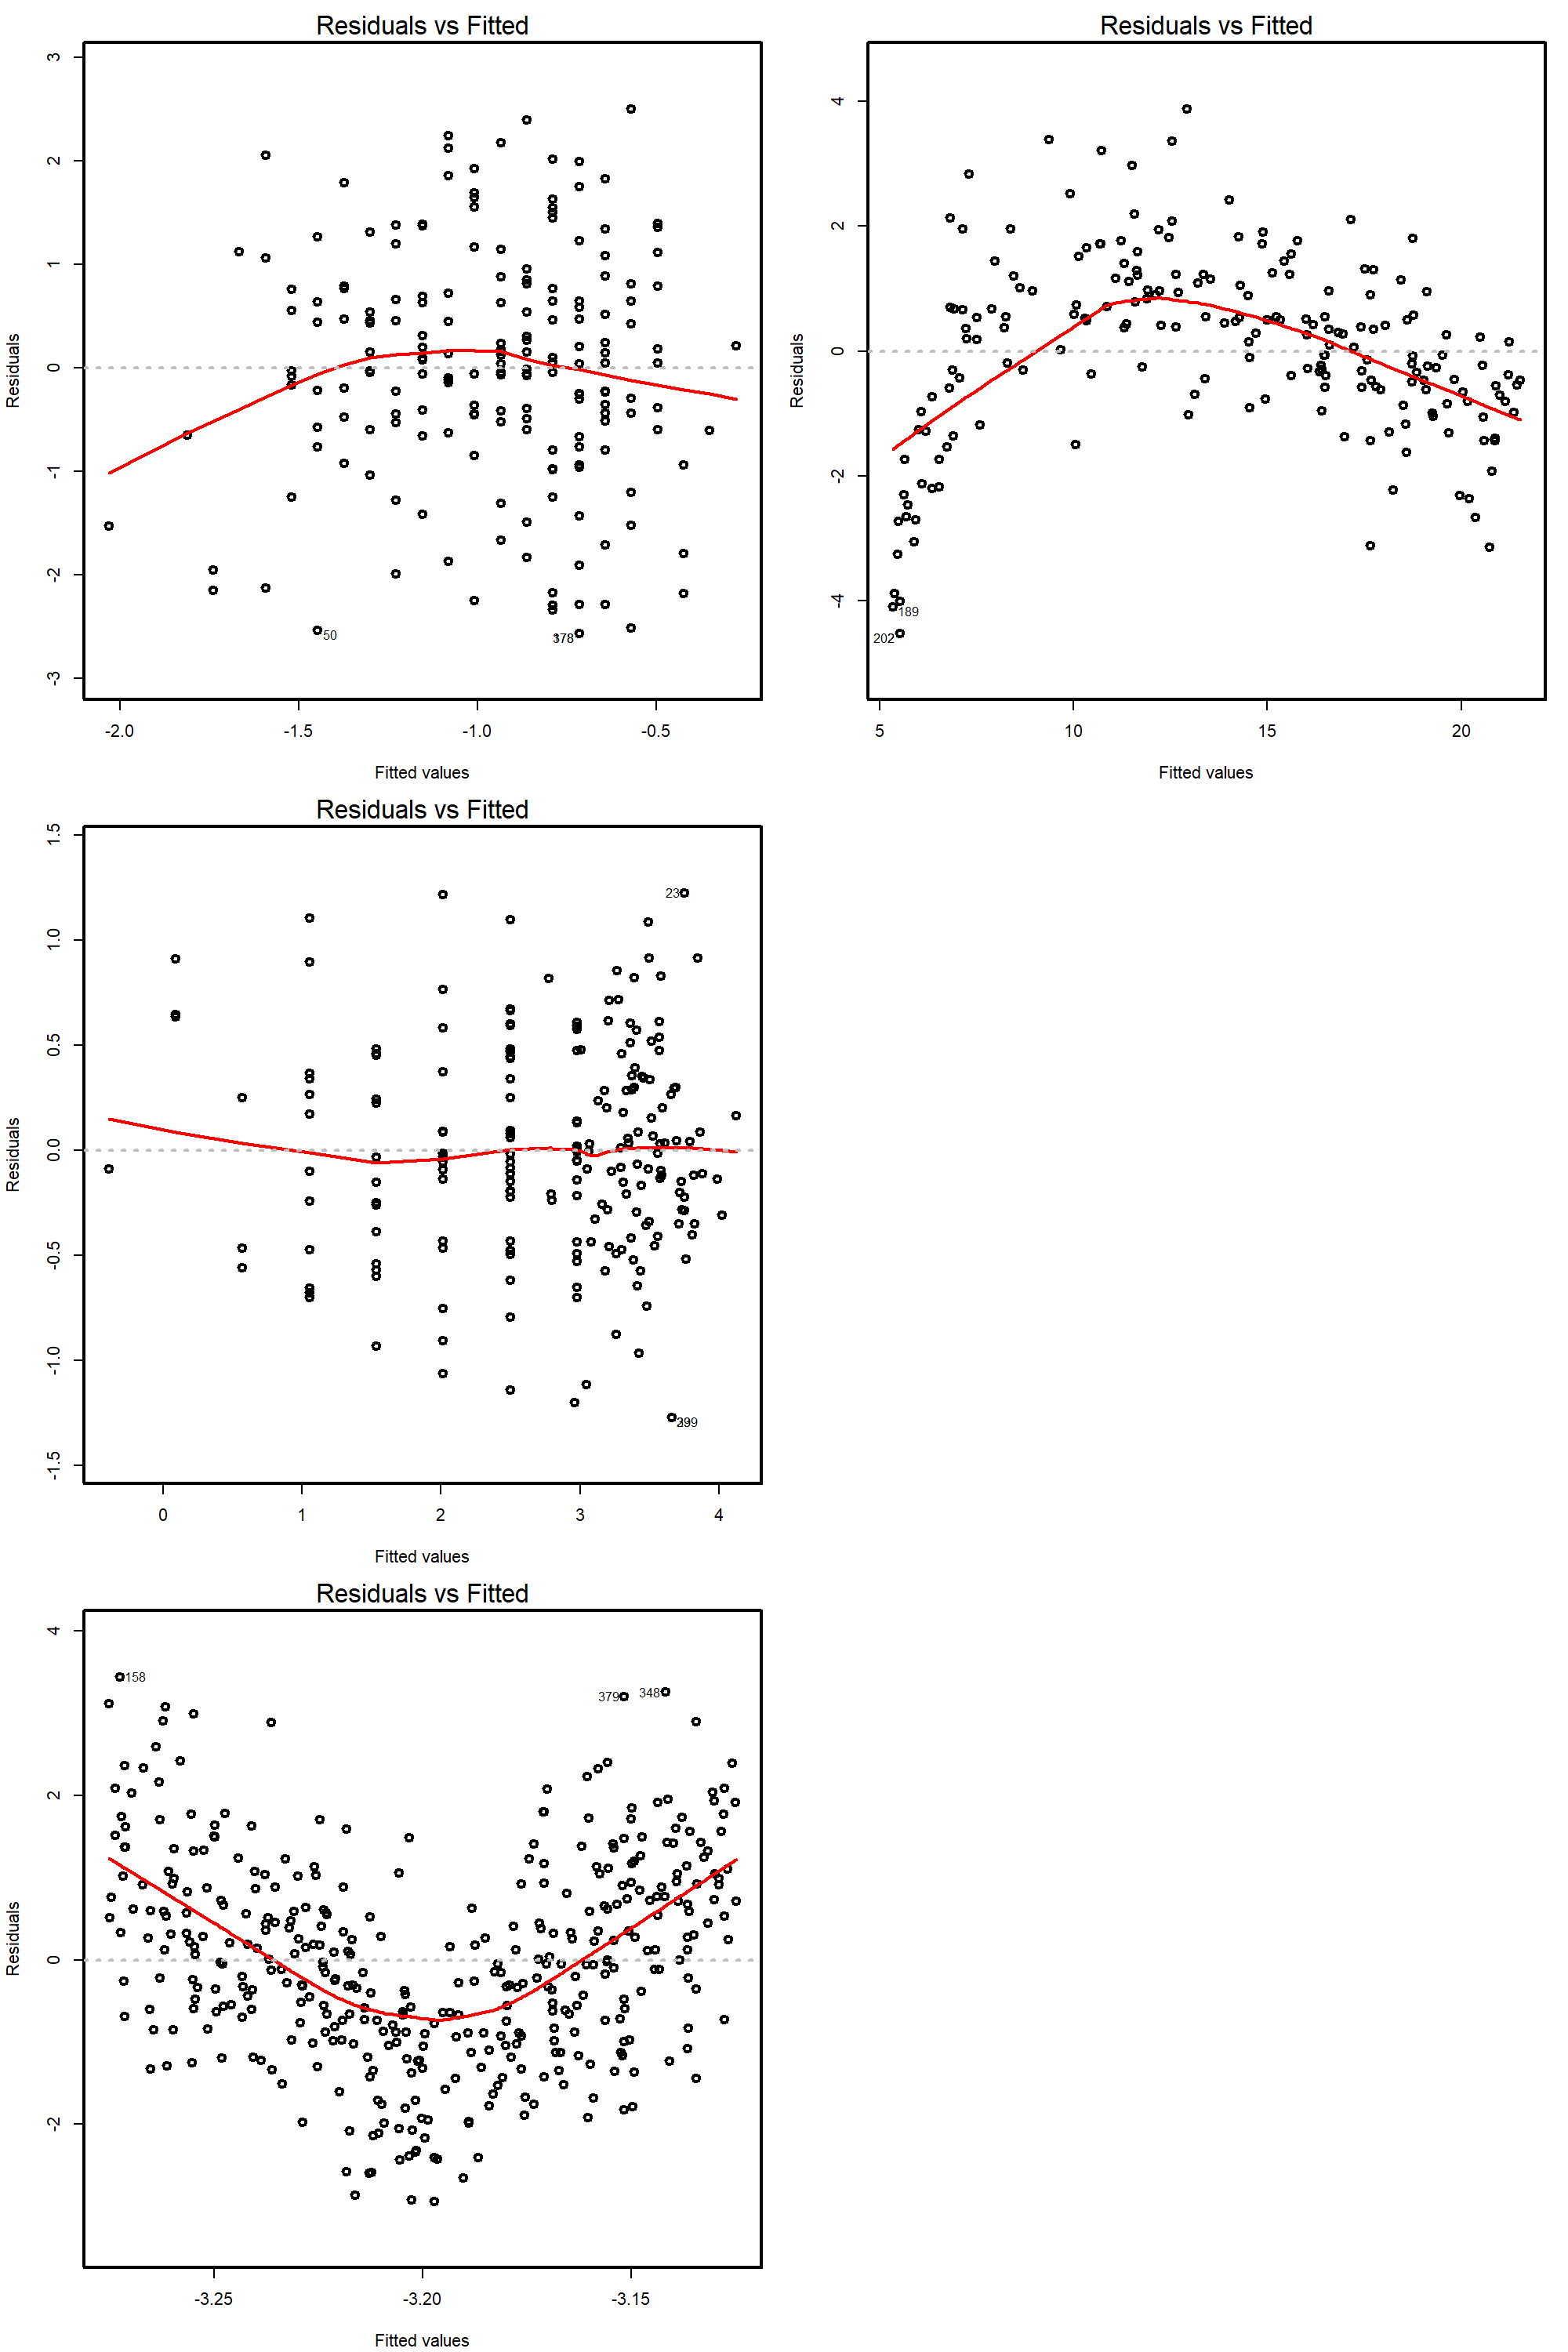 Residuals vs Fitted
3
2
1
0
-1
-2
-3
Residuals
50
178
-2.0 -1.5 -1.0 -0.5
Fitted values
Residuals vs Fitted
4
2
0
-2
-4
Residuals
189
202
5 10 15 20
Fitted values
Residuals vs Fitted
1.5
1.0
0.5
0.0
-0.5
-1.0
-1.5
Residuals
23
0 1 2 3 4
Fitted values
Residuals vs Fitted
4
2
0
-2
Residuals
158
379
348
-3.25 -3.20 -3.15
Fitted values